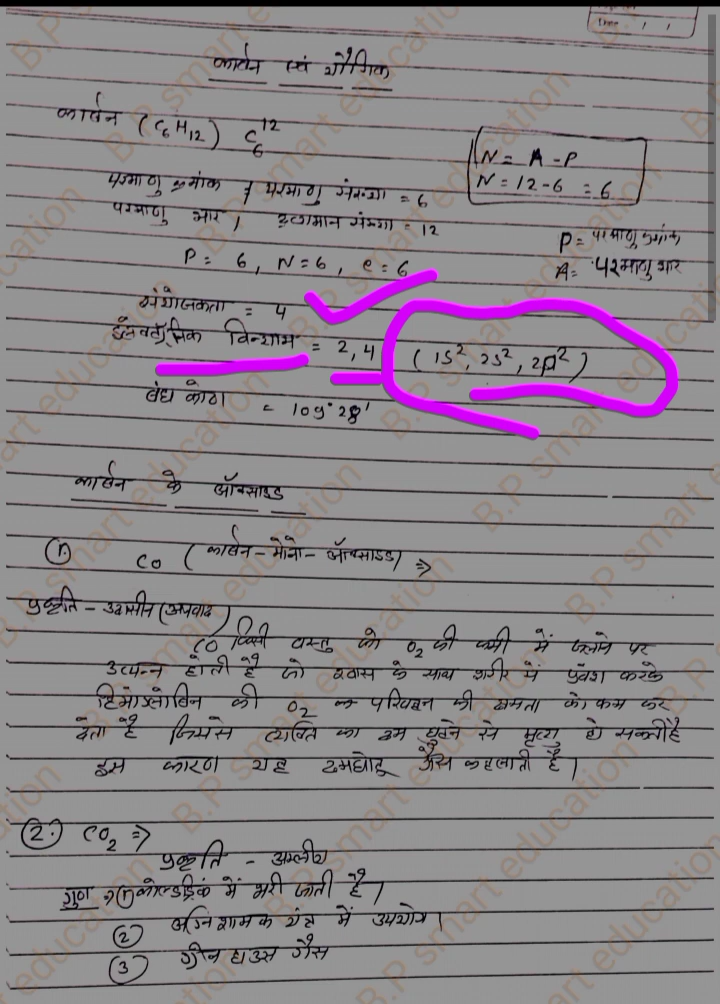 Date / /
कार्बन एवं यौगिक
कार्बन (C6H12) C 12 6
N = A - P
N = 12 - 6 = 6
परमाणु क्रमांक परमाणु संख्या = 6
परमाणु भार, द्रव्यमान संख्या = 12
P = परमाणु क्रमांक
A = परमाणु भार
P = 6, N = 6, e = 6
संयोजकता = 4
इलेक्ट्रॉनिक विन्यास = 2, 4 (1S², 2S², 2p²)
बंध कोण = 109° 28'
कार्बन के ऑक्साइड
① CO (कार्बन - मोनो - ऑक्साइड) ⇒
प्रकृति - उदासीन (अपवाद)
CO किसी वस्तु को O2 की कमी में जलाने पर
उत्पन्न होती है जो श्वास के साथ शरीर में प्रवेश करके
हिमोग्लोबिन की O2 के परिवहन की क्षमता को कम कर
देता है जिससे व्यक्ति का दम घुटने से मृत्यु हो सकती है
इस कारण यह दमघोटू गैस कहलाती है।
② CO2 ⇒
प्रकृति - अम्लीय
गुण → ① कोल्डड्रिंक में भरी जाती है।
② अग्निशामक यंत्र में उपयोग।
③ ग्रीन हाउस गैस
B.P smart education